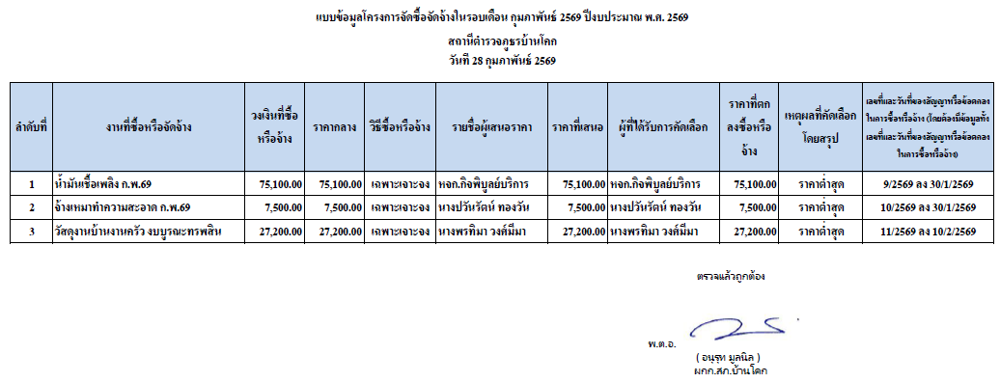 แบบข้อมูลโครงการจัดซื้อจัดจ้างในรอบเดือน กุมภาพันธ์ 2569 ปีงบประมาณ พ.ศ. 2569
สถานีตำรวจภูธรบ้านโคก
วันที่ 28 กุมภาพันธ์ 2569
ลำดับที่ งานที่ซื้อหรือจัดจ้าง วงเงินที่ซื้อหรือจ้าง ราคากลาง วิธีซื้อหรือจ้าง รายชื่อผู้เสนอราคา ราคาที่เสนอ ผู้ที่ได้รับการคัดเลือก ราคาที่ตกลงซื้อหรือจ้าง เหตุผลที่คัดเลือกโดยสรุป เลขที่และวันที่ของสัญญาหรือข้อตกลงในการซื้อหรือจ้าง (โดยต้องมีข้อมูลทั้งเลขที่และวันที่ของสัญญาหรือข้อตกลงในการซื้อหรือจ้าง)
1 น้ำมันเชื้อเพลิง ก.พ.69 75,100.00 75,100.00 เฉพาะเจาะจง หจก.กิจพิบูลย์บริการ 75,100.00 หจก.กิจพิบูลย์บริการ 75,100.00 ราคาต่ำสุด 9/2569 ลง 30/1/2569
2 จ้างเหมาทำความสะอาด ก.พ.69 7,500.00 7,500.00 เฉพาะเจาะจง นางปวันรัตน์ ทองวัน 7,500.00 นางปวันรัตน์ ทองวัน 7,500.00 ราคาต่ำสุด 10/2569 ลง 30/1/2569
3 วัสดุงานบ้านงานครัว งบบูรณะทรพสิน 27,200.00 27,200.00 เฉพาะเจาะจง นางพรทิมา วงศ์มีมา 27,200.00 นางพรทิมา วงศ์มีมา 27,200.00 ราคาต่ำสุด 11/2569 ลง 10/2/2569
ตรวจแล้วถูกต้อง
พ.ต.อ.
( อนุรุท มูลนิล )
ผกก.สภ.บ้านโคก